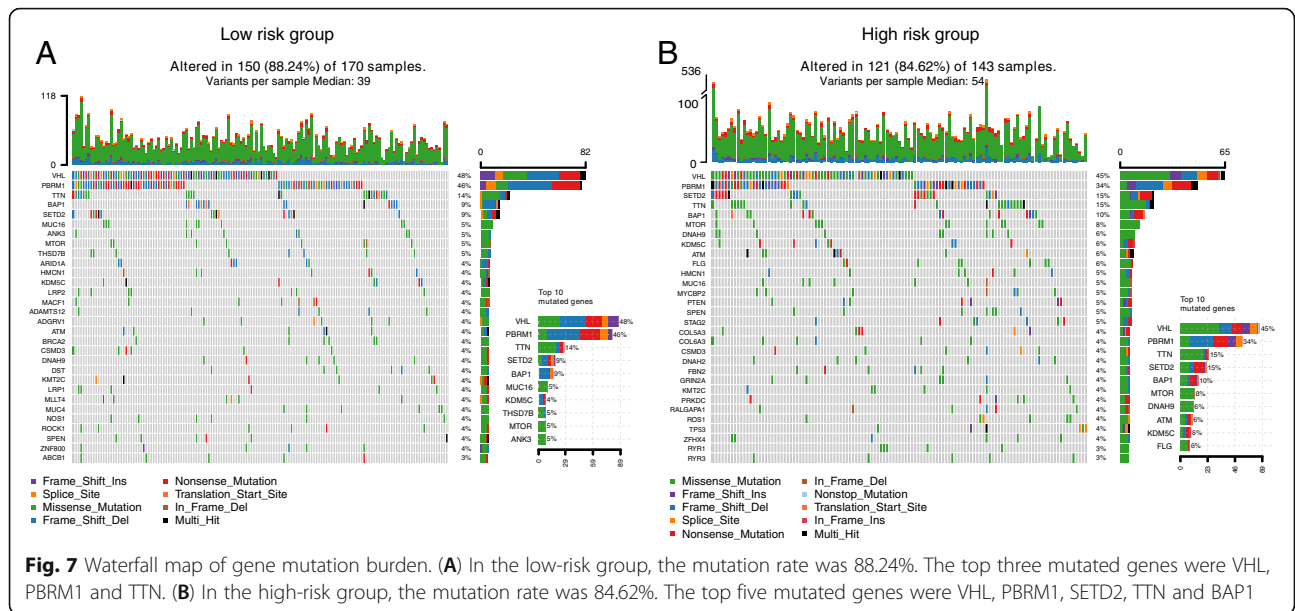 A
Low risk group
Altered in 150 (88.24%) of 170 samples.
Variants per sample Median: 39
118
0
0 82
VHL 48%
PBRM1 46%
TTN 14%
BAP1 9%
SETD2 9%
MUC16 5%
ANK3 5%
MTOR 5%
THSD7B 5%
ARID1A 4%
HMCN1 4%
KDM5C 4%
LRP2 4%
MACF1 4%
ADAMTS12 4%
ADGRV1 4%
ATM 4%
BRCA2 4%
CSMD3 4%
DNAH9 4%
DST 4%
KMT2C 4%
LRP1 4%
MLLT4 4%
MUC4 4%
NOS1 4%
ROCK1 4%
SPEN 4%
ZNF800 4%
ABCB1 3%
Top 10
mutated genes
VHL 48%
PBRM1 46%
TTN 14%
SETD2 9%
BAP1 9%
MUC16 5%
KDM5C 4%
THSD7B 5%
MTOR 5%
ANK3 5%
0 29 59 89
Frame_Shift_Ins
Splice_Site
Missense_Mutation
Frame_Shift_Del
Nonsense_Mutation
Translation_Start_Site
In_Frame_Del
Multi_Hit
B
High risk group
Altered in 121 (84.62%) of 143 samples.
Variants per sample Median: 54
536
100
0
0 65
VHL 45%
PBRM1 34%
SETD2 15%
TTN 15%
BAP1 10%
MTOR 8%
DNAH9 6%
KDM5C 6%
ATM 6%
FLG 6%
HMCN1 5%
MUC16 5%
MYCBP2 5%
PTEN 5%
SPEN 5%
STAG2 5%
COL5A3 4%
COL6A3 4%
CSMD3 4%
DNAH2 4%
FBN2 4%
GRIN2A 4%
KMT2C 4%
PRKDC 4%
RALGAPA1 4%
ROS1 4%
TP53 4%
ZFHX4 4%
RYR1 3%
RYR3 3%
Top 10
mutated genes
VHL 45%
PBRM1 34%
TTN 15%
SETD2 15%
BAP1 10%
MTOR 8%
DNAH9 6%
ATM 6%
KDM5C 6%
FLG 6%
0 23 46 69
Missense_Mutation
Frame_Shift_Ins
Frame_Shift_Del
Splice_Site
Nonsense_Mutation
In_Frame_Del
Nonstop_Mutation
Translation_Start_Site
In_Frame_Ins
Multi_Hit
Fig. 7 Waterfall map of gene mutation burden. (A) In the low-risk group, the mutation rate was 88.24%. The top three mutated genes were VHL,
PBRM1 and TTN. (B) In the high-risk group, the mutation rate was 84.62%. The top five mutated genes were VHL, PBRM1, SETD2, TTN and BAP1